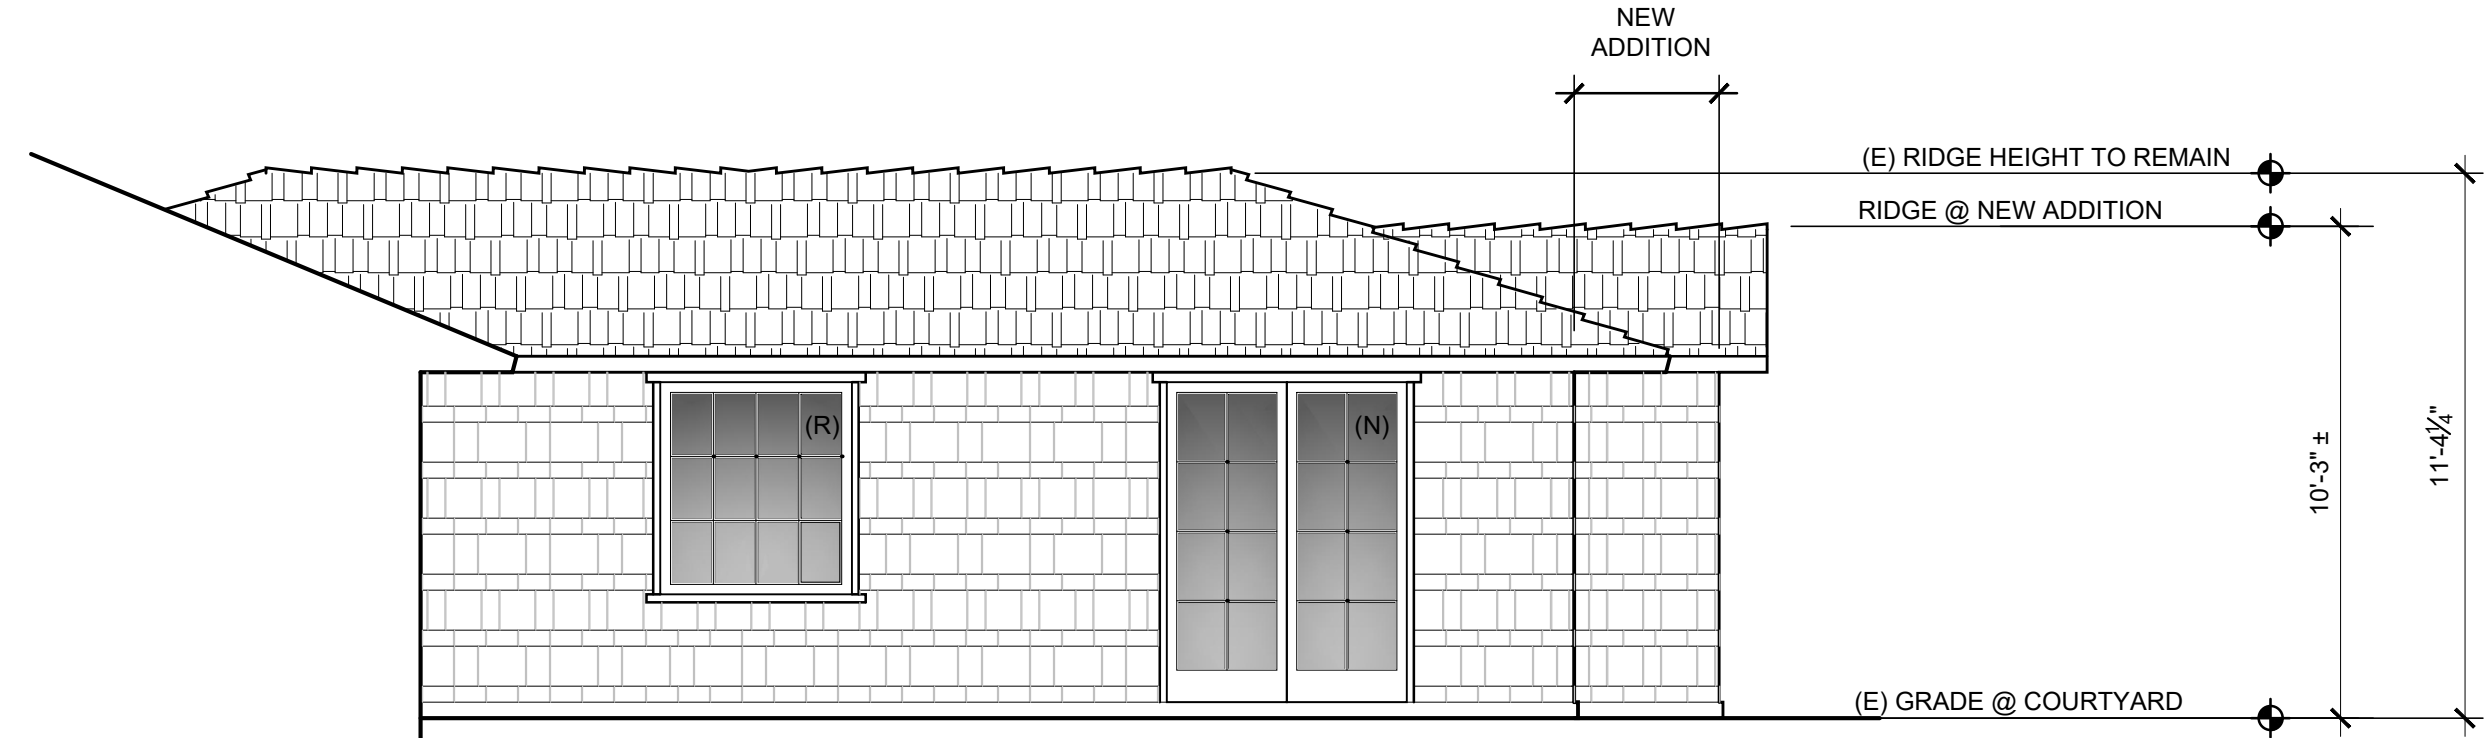 NEW
ADDITION
(E) RIDGE HEIGHT TO REMAIN
RIDGE @ NEW ADDITION
(R)
(N)
10'-3" ±
11'-4¼"
(E) GRADE @ COURTYARD